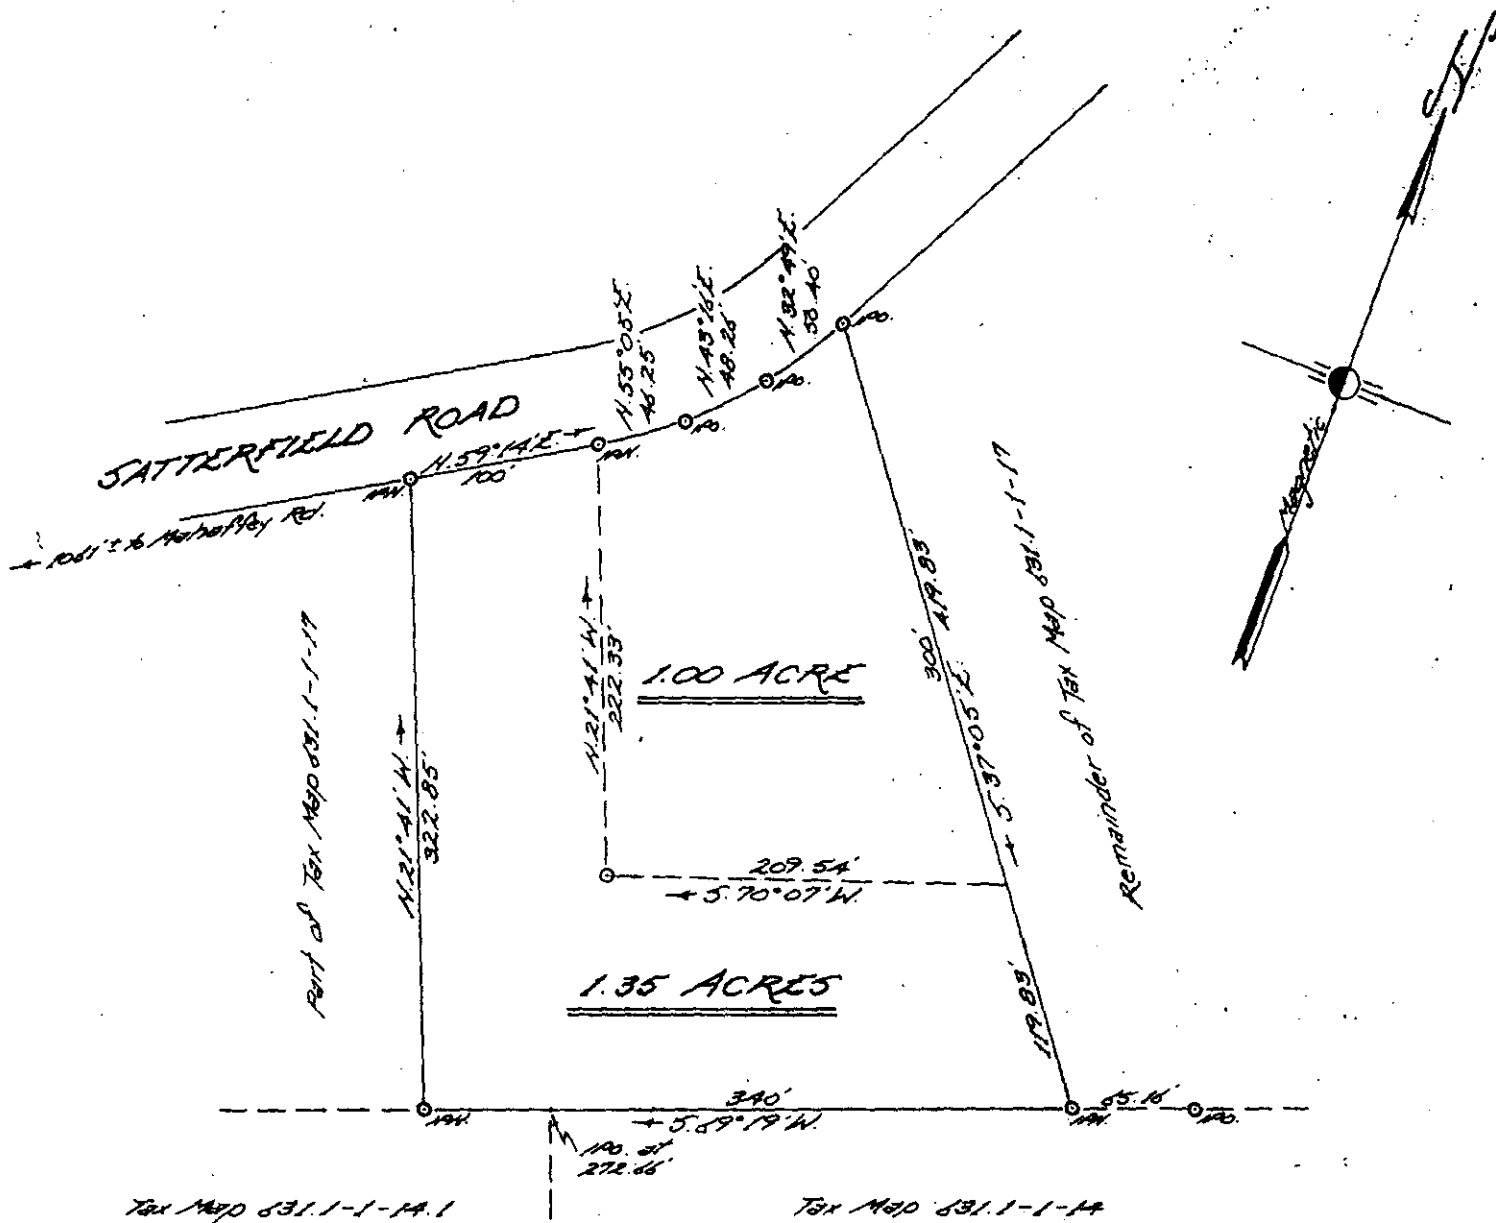 N.55°05'E.
46.25'
N.43°16'E.
48.26'
N.32°49'E.
SATTERFIELD ROAD
N.59°14'E.
100'
I.P.N.
I.P.N.
I.P.O.
I.P.O.
I.P.O.
1061'± to Mahaffey Rd.
Magnetic
Part of Tax Map 631.1-1-17
N.21°41'W.
322.85'
N.21°41'W.
222.33'
1.00 ACRE
300'
419.83'
S.37°05'E.
Remainder of Tax Map 631.1-1-17
209.54'
S.70°07'W.
1.35 ACRES
119.83'
340'
S.69°19'W.
65.16'
I.P.N.
I.P.N.
I.P.O.
I.P.O. at
272.66'
Tax Map 631.1-1-14.1
Tax Map 631.1-1-14